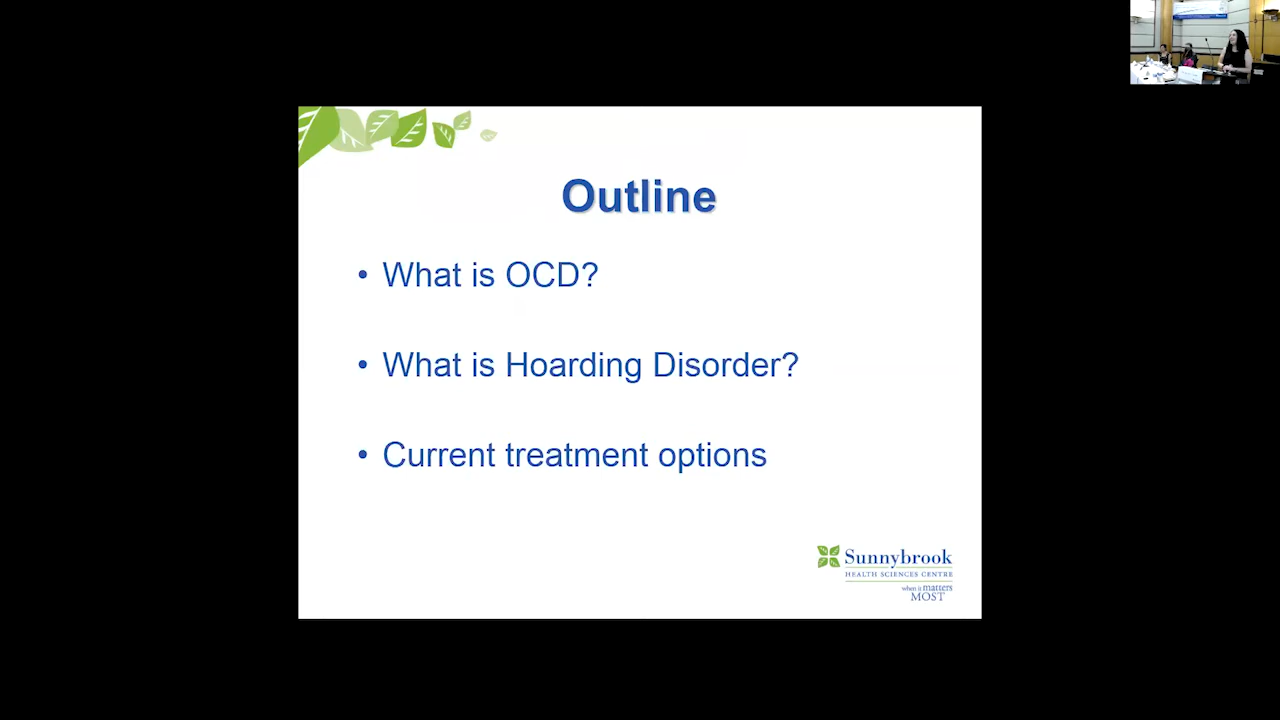 Outline
• What is OCD?
• What is Hoarding Disorder?
• Current treatment options
Sunnybrook
HEALTH SCIENCES CENTRE
when it matters
MOST